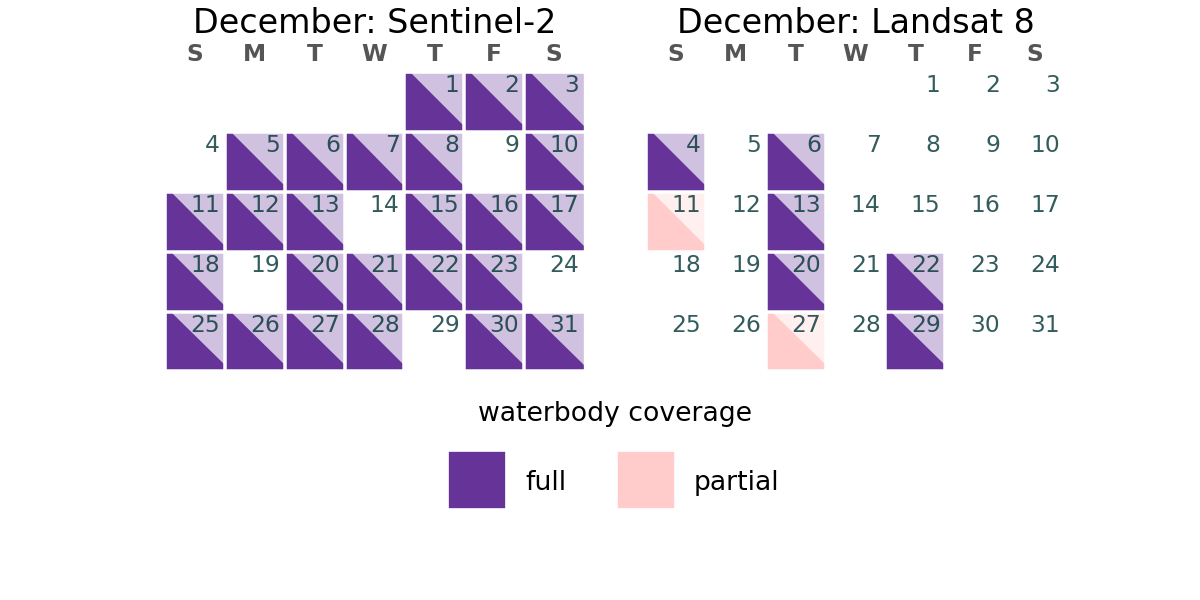 December: Sentinel-2
S M T W T F S
1 2 3
4 5 6 7 8 9 10
11 12 13 14 15 16 17
18 19 20 21 22 23 24
25 26 27 28 29 30 31
December: Landsat 8
S M T W T F S
1 2 3
4 5 6 7 8 9 10
11 12 13 14 15 16 17
18 19 20 21 22 23 24
25 26 27 28 29 30 31
waterbody coverage
full
partial